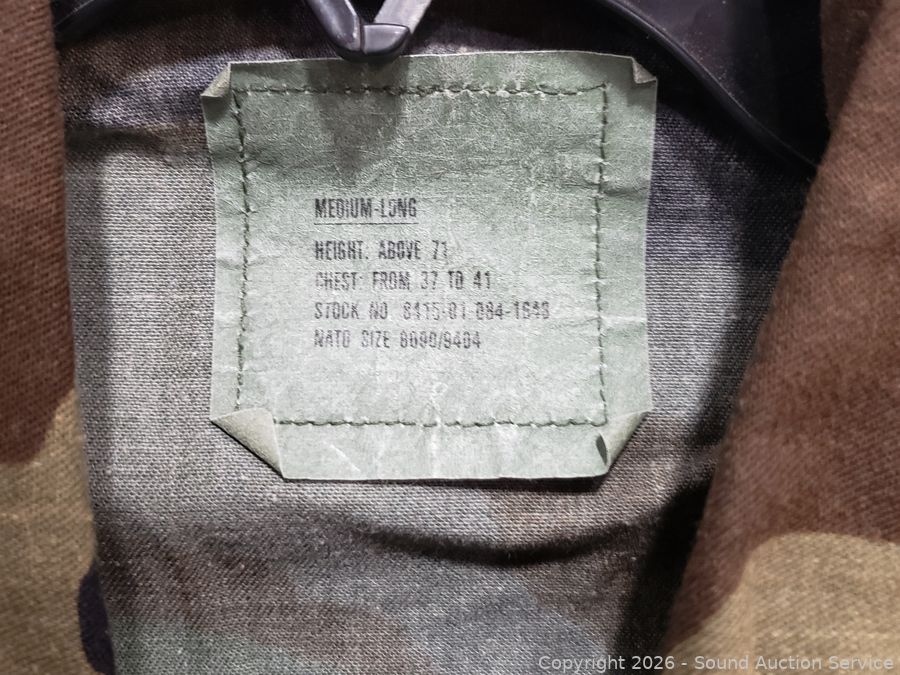 MEDIUM-LONG
HEIGHT: ABOVE 71
CHEST: FROM 37 TO 41
STOCK NO. 8415-01-084-1649
NATO SIZE 8090/9404
Copyright © 2026 - Sound Auction Service